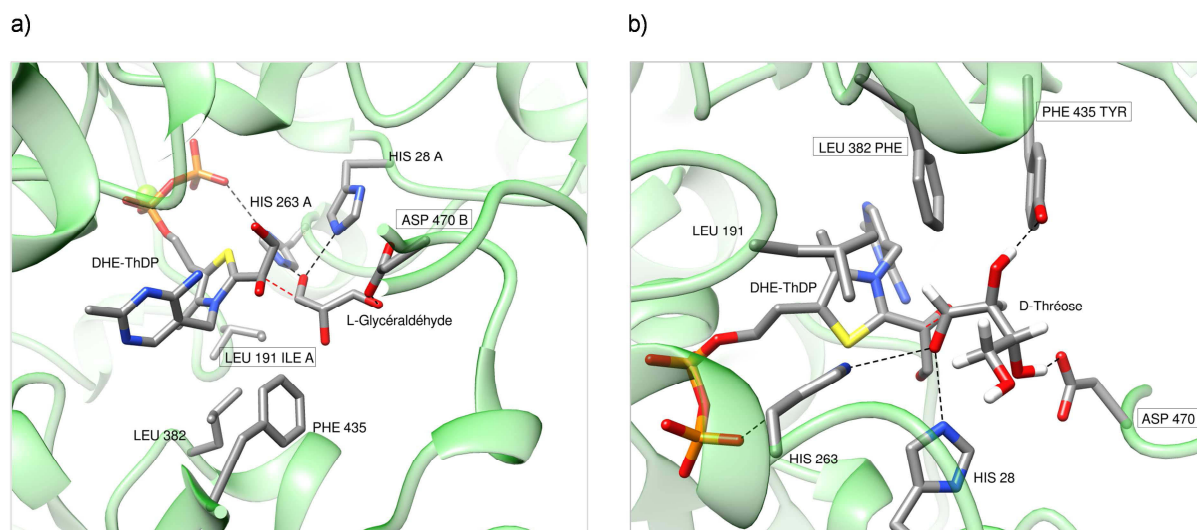 a)
HIS 28 A
HIS 263 A
ASP 470 B
DHE-ThDP
L-Glycéraldéhyde
LEU 191 ILE A
LEU 382
PHE 435
b)
PHE 435 TYR
LEU 382 PHE
LEU 191
DHE-ThDP
D-Thréose
ASP 470
HIS 263
HIS 28